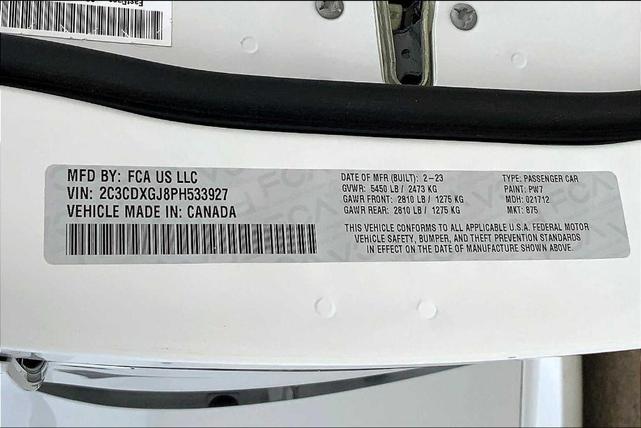 MFD BY: FCA US LLC
VIN: 2C3CDXGJ8PH533927
VEHICLE MADE IN: CANADA
DATE OF MFR (BUILT): 2-23
GVWR: 5450 LB / 2473 KG
GAWR FRONT: 2810 LB / 1275 KG
GAWR REAR: 2810 LB / 1275 KG
TYPE: PASSENGER CAR
PAINT: PW7
MDH: 021712
MKT: 875
THIS VEHICLE CONFORMS TO ALL APPLICABLE U.S.A. FEDERAL MOTOR
VEHICLE SAFETY, BUMPER, AND THEFT PREVENTION STANDARDS
IN EFFECT ON THE DATE OF MANUFACTURE SHOWN ABOVE.